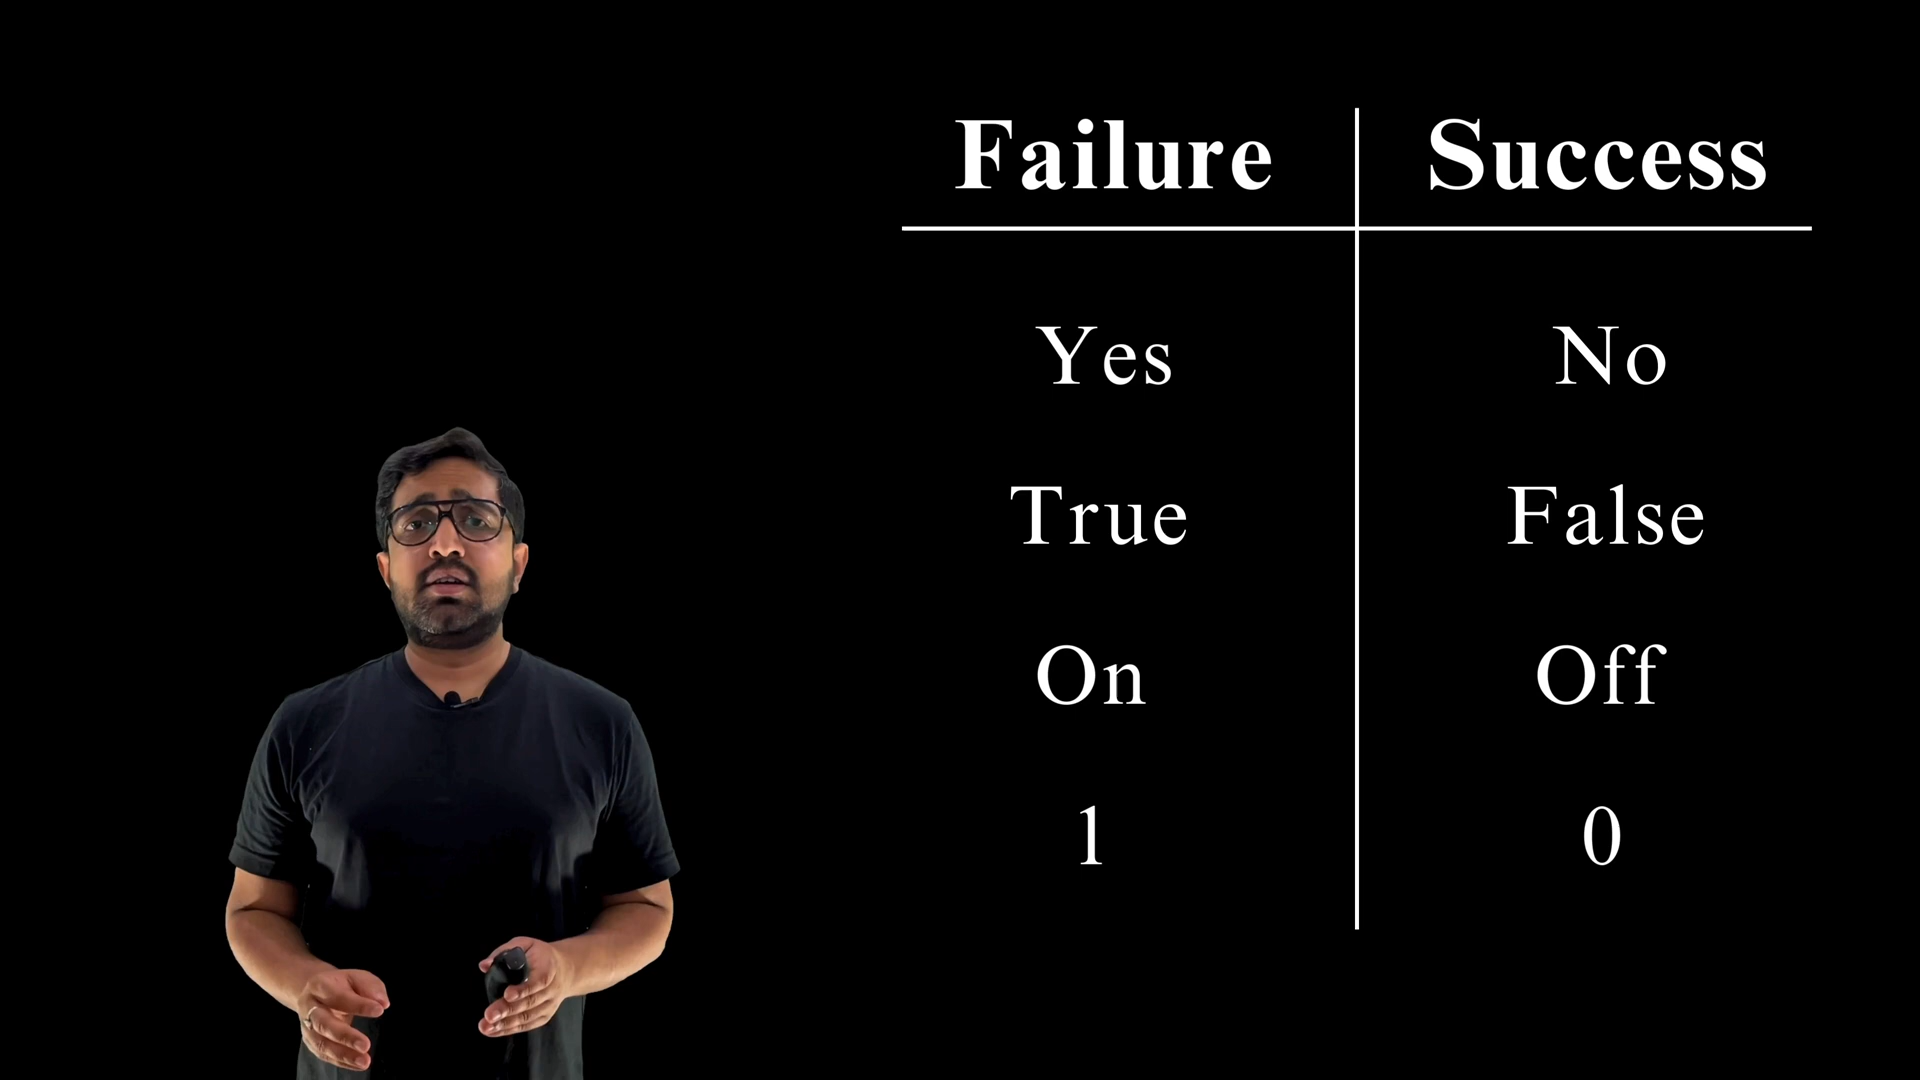 Failure Success
Yes No
True False
On Off
1 0